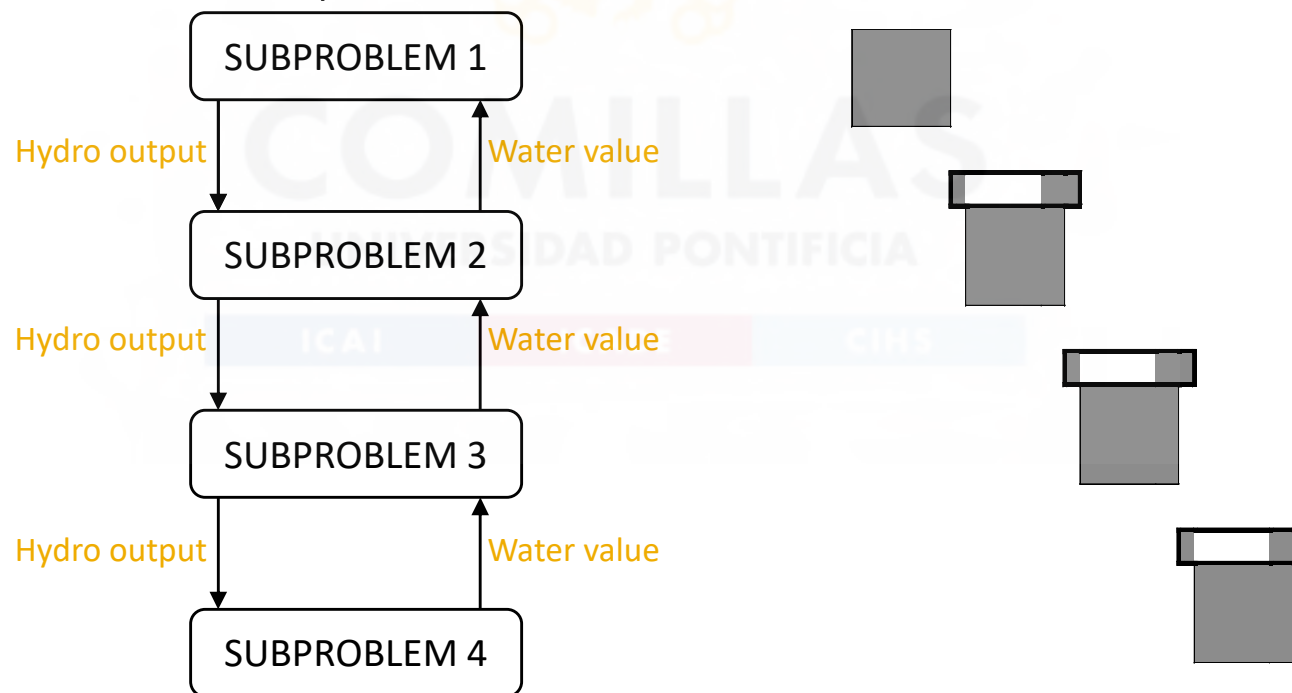 SUBPROBLEM 1
Hydro output
Water value
COMILLAS
SUBPROBLEM 2
UNIVERSIDAD PONTIFICIA
Hydro output
Water value
ICAI
CIHS
SUBPROBLEM 3
Hydro output
Water value
SUBPROBLEM 4